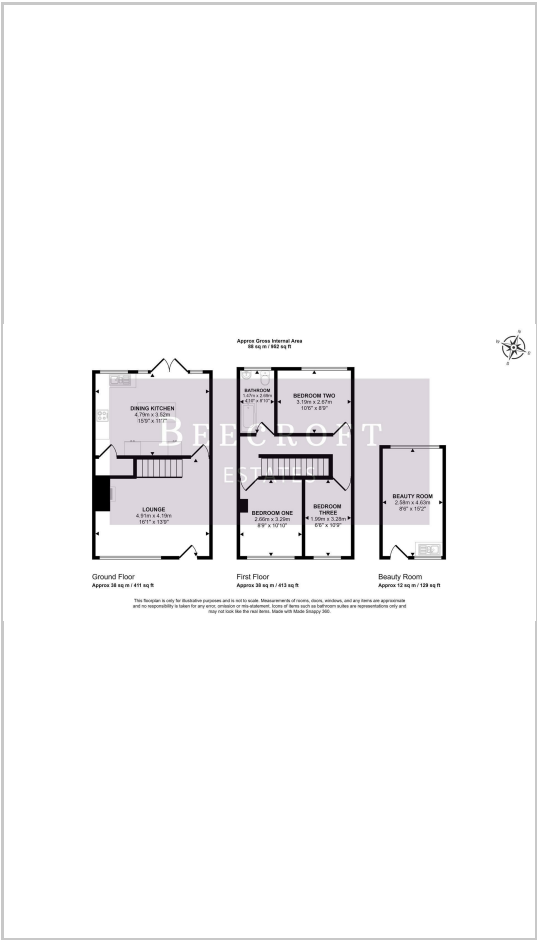 Approx Gross Internal Area
88 sq m / 952 sq ft
N
W
E
S
BATHROOM
1.47m x 2.69m
4'10" x 8'10"
BEDROOM TWO
3.19m x 2.67m
10'6" x 8'9"
DINING KITCHEN
4.79m x 3.52m
15'9" x 11'7"
BEECROFT
ESTATES
LOUNGE
4.91m x 4.19m
16'1" x 13'9"
BEDROOM ONE
2.66m x 3.29m
8'9" x 10'10"
BEDROOM
THREE
1.99m x 3.28m
6'6" x 10'9"
BEAUTY ROOM
2.58m x 4.63m
8'6" x 15'2"
Ground Floor
Approx 38 sq m / 411 sq ft
First Floor
Approx 38 sq m / 413 sq ft
Beauty Room
Approx 12 sq m / 129 sq ft
This floorplan is only for illustrative purposes and is not to scale. Measurements of rooms, doors, windows, and any items are approximate
and no responsibility is taken for any error, omission or mis-statement. Icons of items such as bathroom suites are representations only and
may not look like the real items. Made with Made Snappy 360.